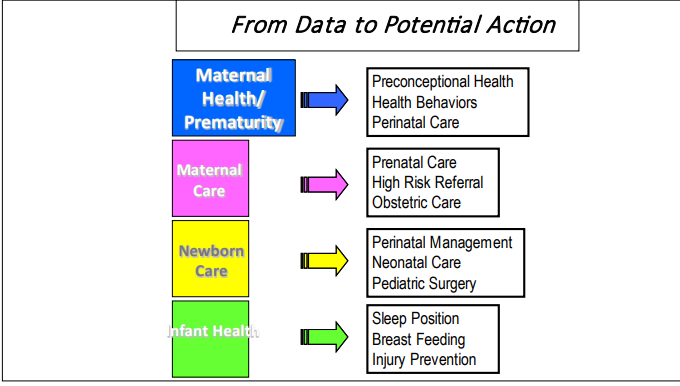 From Data to Potential Action
Maternal
Health/
Prematurity
Preconceptional Health
Health Behaviors
Perinatal Care
Maternal
Care
Prenatal Care
High Risk Referral
Obstetric Care
Newborn
Care
Perinatal Management
Neonatal Care
Pediatric Surgery
Infant Health
Sleep Position
Breast Feeding
Injury Prevention